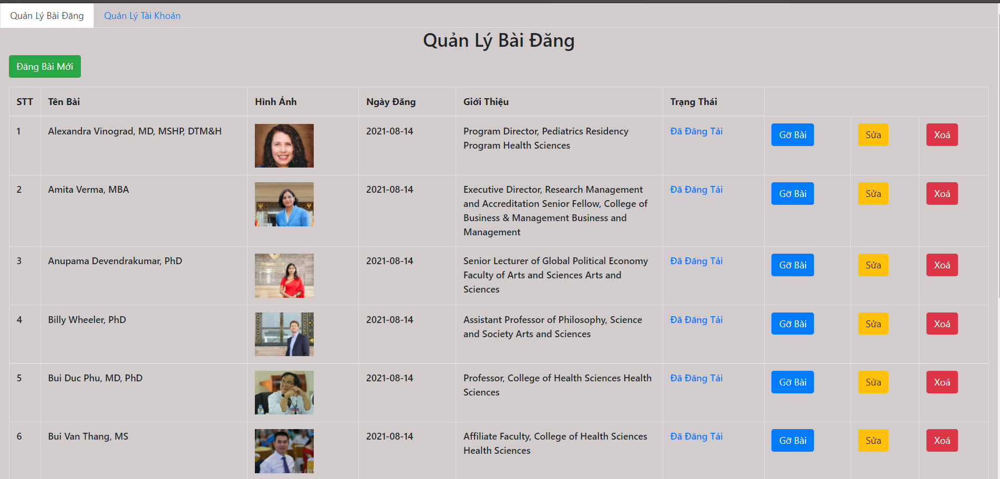 Quản Lý Bài Đăng
Quản Lý Tài Khoản
Quản Lý Bài Đăng
Đăng Bài Mới
STT Tên Bài Hình Ảnh Ngày Đăng Giới Thiệu Trạng Thái
1 Alexandra Vinograd, MD, MSHP, DTM&H 2021-08-14 Program Director, Pediatrics Residency Đã Đăng Tải Gỡ Bài Sửa Xoá
Program Health Sciences
2 Amita Verma, MBA 2021-08-14 Executive Director, Research Management Đã Đăng Tải Gỡ Bài Sửa Xoá
and Accreditation Senior Fellow, College of
Business & Management Business and
Management
3 Anupama Devendrakumar, PhD 2021-08-14 Senior Lecturer of Global Political Economy Đã Đăng Tải Gỡ Bài Sửa Xoá
Faculty of Arts and Sciences Arts and
Sciences
4 Billy Wheeler, PhD 2021-08-14 Assistant Professor of Philosophy, Science Đã Đăng Tải Gỡ Bài Sửa Xoá
and Society Arts and Sciences
5 Bui Duc Phu, MD, PhD 2021-08-14 Professor, College of Health Sciences Health Đã Đăng Tải Gỡ Bài Sửa Xoá
Sciences
6 Bui Van Thang, MS 2021-08-14 Affiliate Faculty, College of Health Sciences Đã Đăng Tải Gỡ Bài Sửa Xoá
Health Sciences